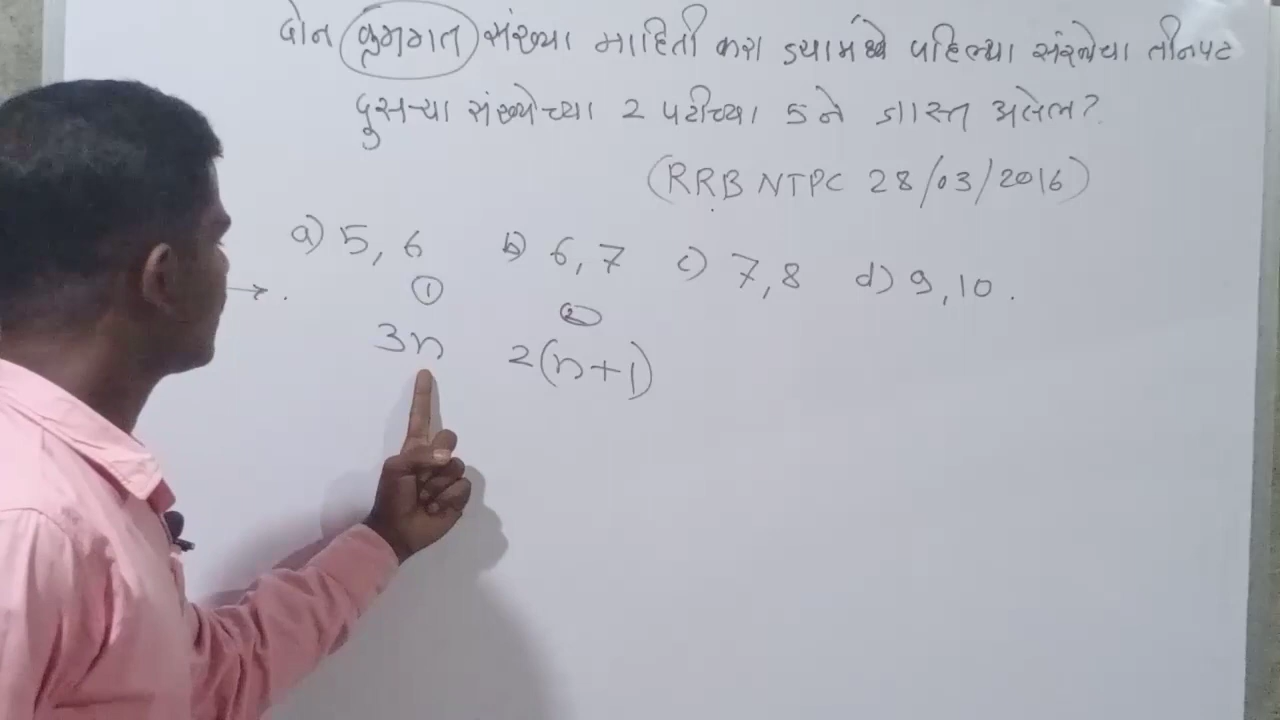 दोन क्रमगत संख्या माहिती करा ज्यामध्ये पहिल्या संख्येचा तीनपट
दुसऱ्या संख्येच्या 2 पटीच्या 5 ने जास्त असेल?
(RRB NTPC 28/03/2016)
a) 5, 6 b) 6, 7 c) 7, 8 d) 9, 10.
→ . ① ②
3n 2(n+1)